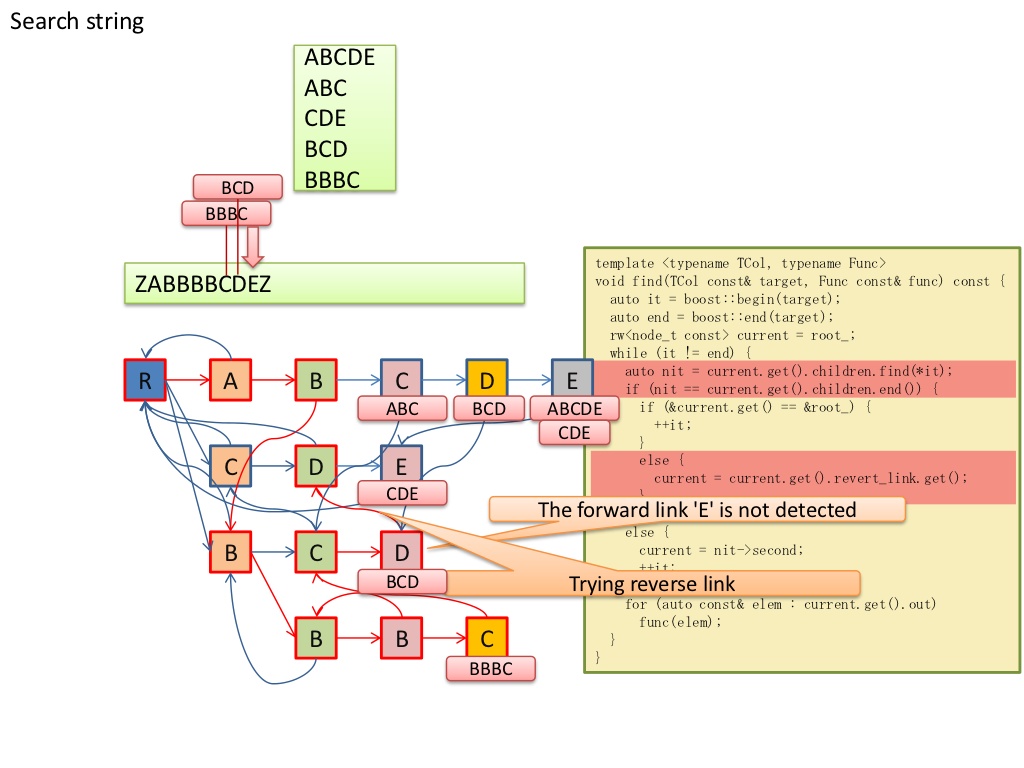 Search string
ABCDE
ABC
CDE
BCD
BBBC
BCD
BBBC
ZABBBBCDEZ
template <typename TCol, typename Func>
void find(TCol const& target, Func const& func) const {
auto it = boost::begin(target);
auto end = boost::end(target);
rw<node_t const> current = root_;
while (it != end) {
auto nit = current.get().children.find(*it);
if (nit == current.get().children.end()) {
if (&current.get() == &root_) {
++it;
}
else {
current = current.get().revert_link.get();
}
The forward link 'E' is not detected
else {
current = nit->second;
++it;
Trying reverse link
for (auto const& elem : current.get().out)
func(elem);
}
}
R A B C D E
ABC BCD ABCDE
CDE
C D E
CDE
B C D
BCD
B B C
BBBC